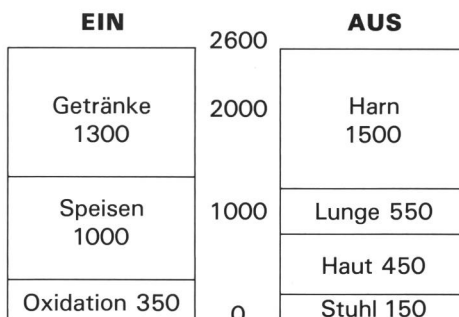 EIN
AUS
2600
Getränke
1300
2000
Harn
1500
Speisen
1000
1000
Lunge 550
Haut 450
Oxidation 350
0
Stuhl 150